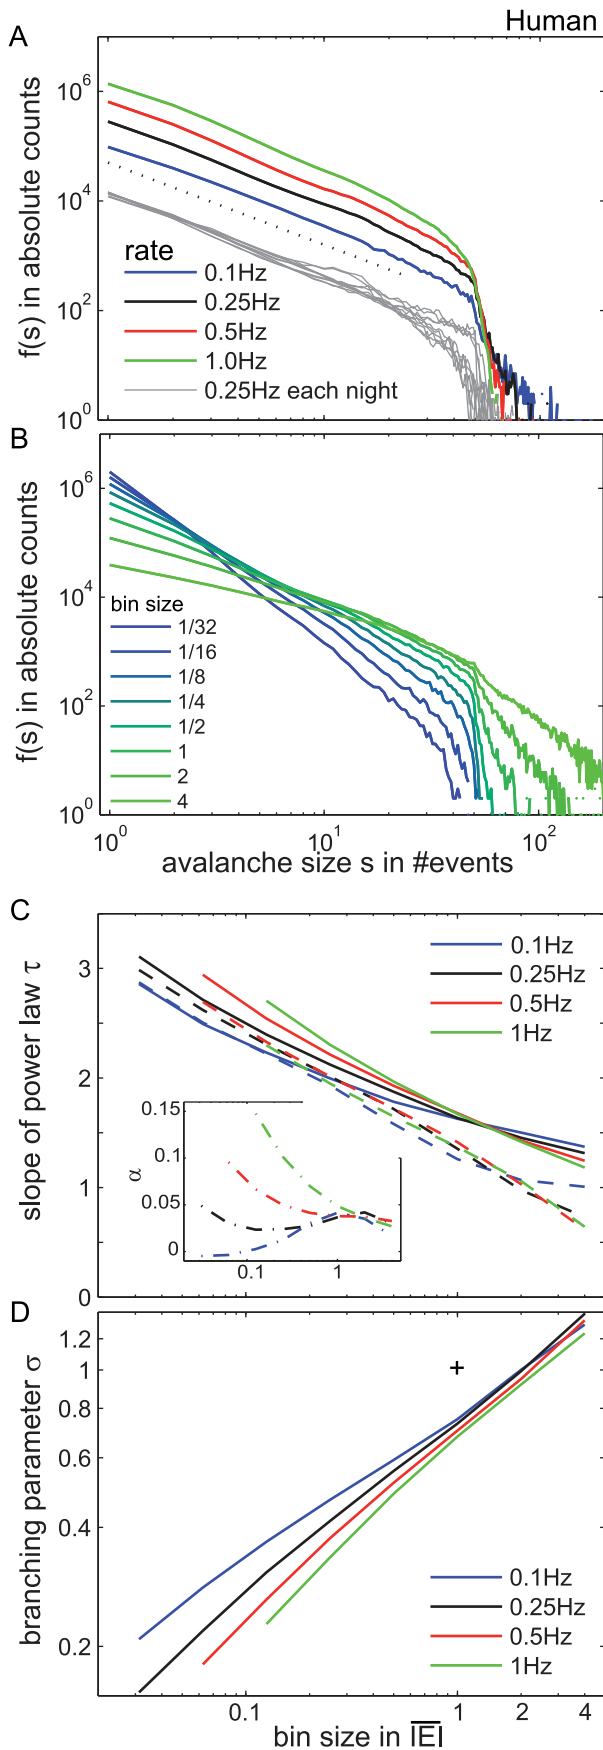 Human
A
f(s) in absolute counts
10^6
10^4
10^2
10^0
rate
0.1Hz
0.25Hz
0.5Hz
1.0Hz
0.25Hz each night
B
f(s) in absolute counts
10^6
10^4
10^2
10^0
bin size
1/32
1/16
1/8
1/4
1/2
1
2
4
10^0 10^1 10^2
avalanche size s in #events
C
slope of power law τ
3
2
1
0
0.1Hz
0.25Hz
0.5Hz
1Hz
α
0.15
0.1
0.05
0
0.1 1
D
branching parameter σ
1.2
1
0.8
0.6
0.4
0.2
+
0.1Hz
0.25Hz
0.5Hz
1Hz
0.1 1 2 4
bin size in |E|